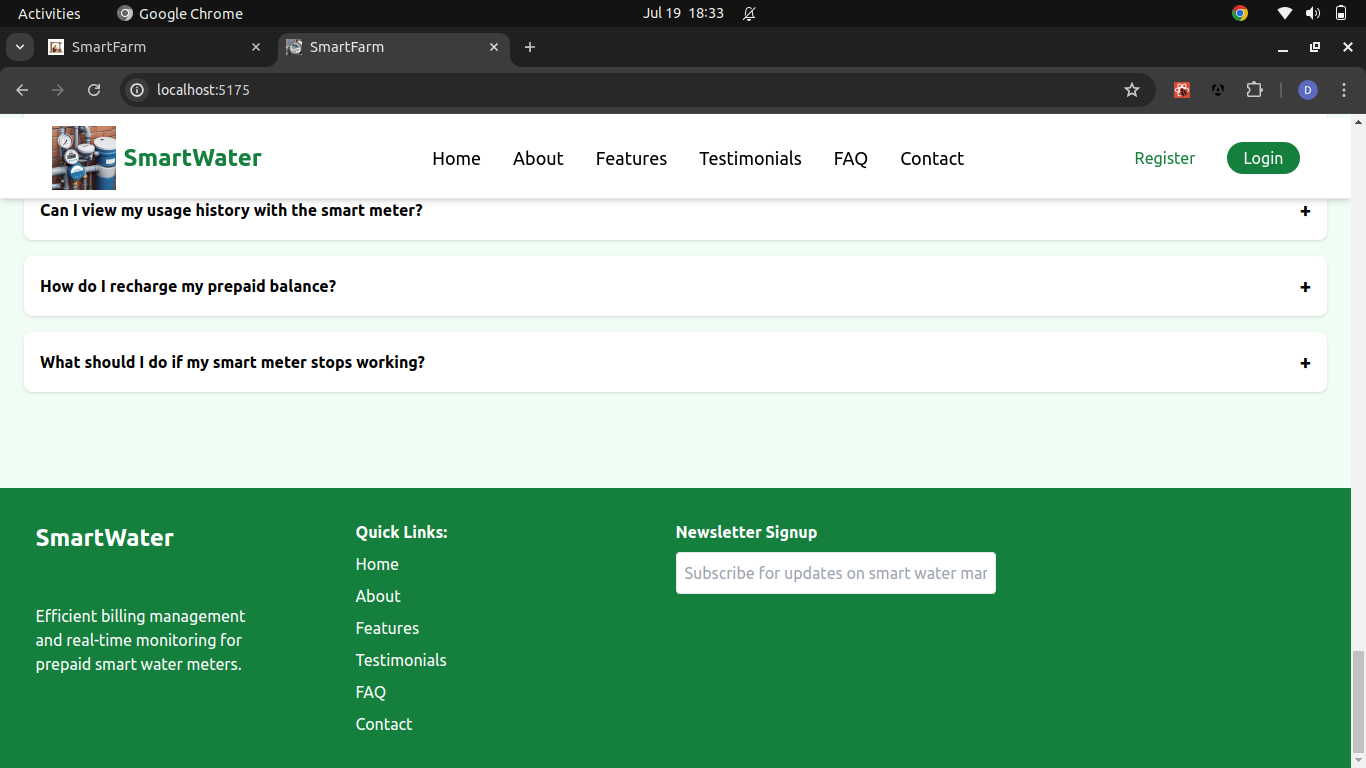 Activities Google Chrome Jul 19 18:33
SmartFarm SmartFarm
localhost:5175 D
SmartWater Home About Features Testimonials FAQ Contact Register Login
Can I view my usage history with the smart meter? +
How do I recharge my prepaid balance? +
What should I do if my smart meter stops working? +
SmartWater
Efficient billing management
and real-time monitoring for
prepaid smart water meters.
Quick Links:
Home
About
Features
Testimonials
FAQ
Contact
Newsletter Signup
Subscribe for updates on smart water mar